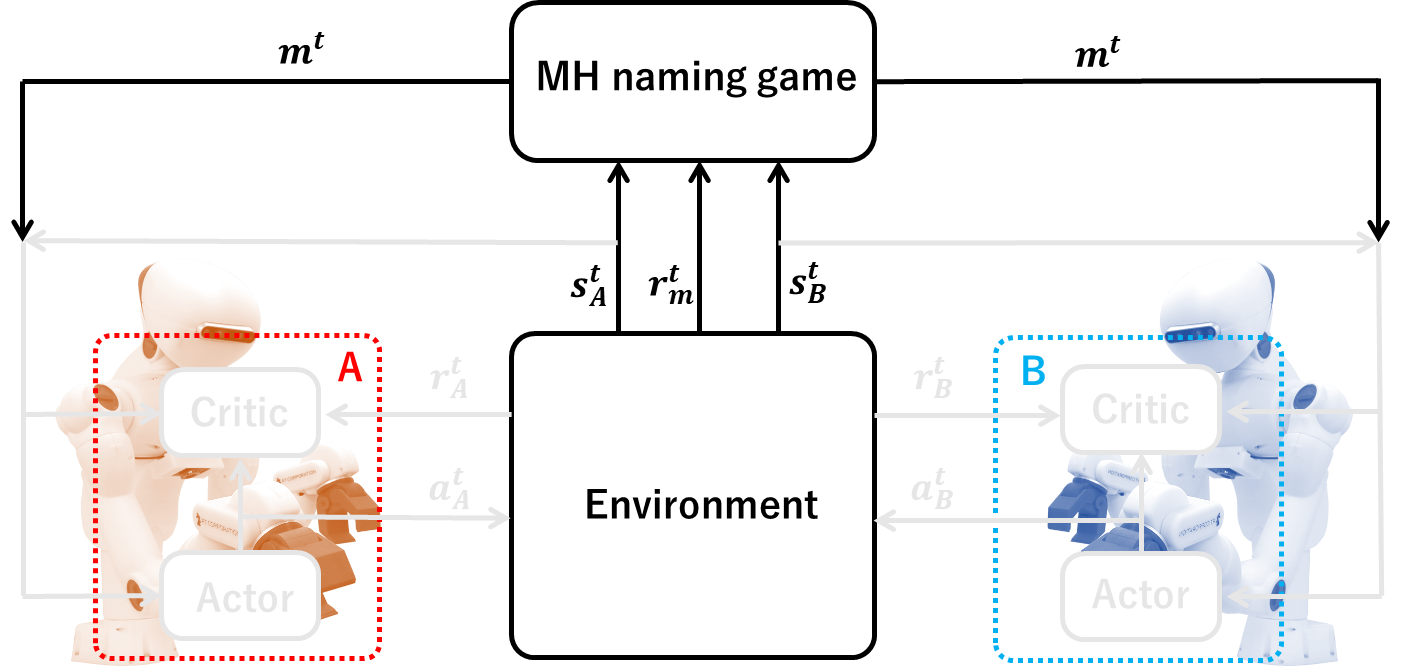 m^t
MH naming game
m^t
s_A^t
r_m^t
s_B^t
A
B
r_A^t
r_B^t
Critic
Critic
a_A^t
a_B^t
Environment
Actor
Actor